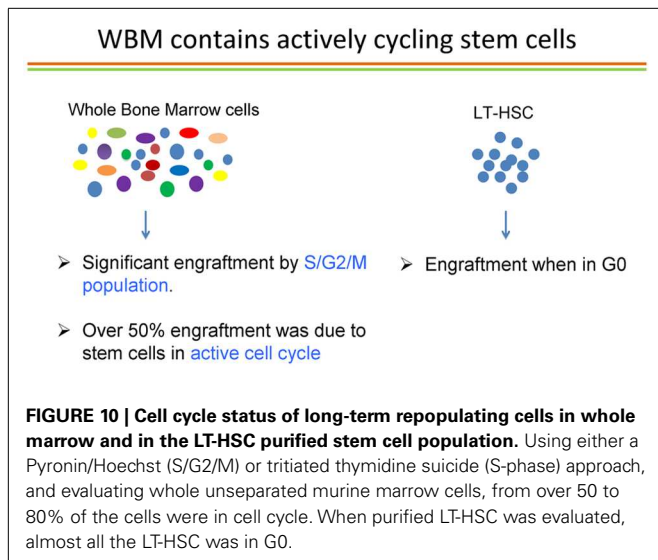 WBM contains actively cycling stem cells
Whole Bone Marrow cells
LT-HSC
➤ Significant engraftment by S/G2/M
population.
➤ Over 50% engraftment was due to
stem cells in active cell cycle
➤ Engraftment when in G0
FIGURE 10 | Cell cycle status of long-term repopulating cells in whole
marrow and in the LT-HSC purified stem cell population. Using either a
Pyronin/Hoechst (S/G2/M) or tritiated thymidine suicide (S-phase) approach,
and evaluating whole unseparated murine marrow cells, from over 50 to
80% of the cells were in cell cycle. When purified LT-HSC was evaluated,
almost all the LT-HSC was in G0.